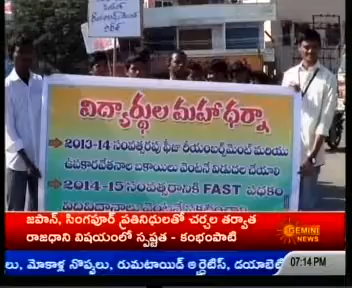 విద్యార్థుల మహాధర్నా
2013-14 సంవత్సరపు ఫీజు రీయంబర్స్‌మెంట్ మరియు
ఉపకారవేతనాల బకాయిలు వెంటనే విడుదల చేయాలి
2014-15 సంవత్సరానికి FAST పథకం
జపాన్, సింగపూర్ ప్రతినిధులతో చర్చల తర్వాత
రాజధాని విషయంలో స్పష్టత - కంభంపాటి
GEMINI
NEWS
లు, మోకాళ్ల నొప్పులు, రుమటాయిడ్ ఆర్థ్రైటిస్, డయాబెటి
07:14 PM